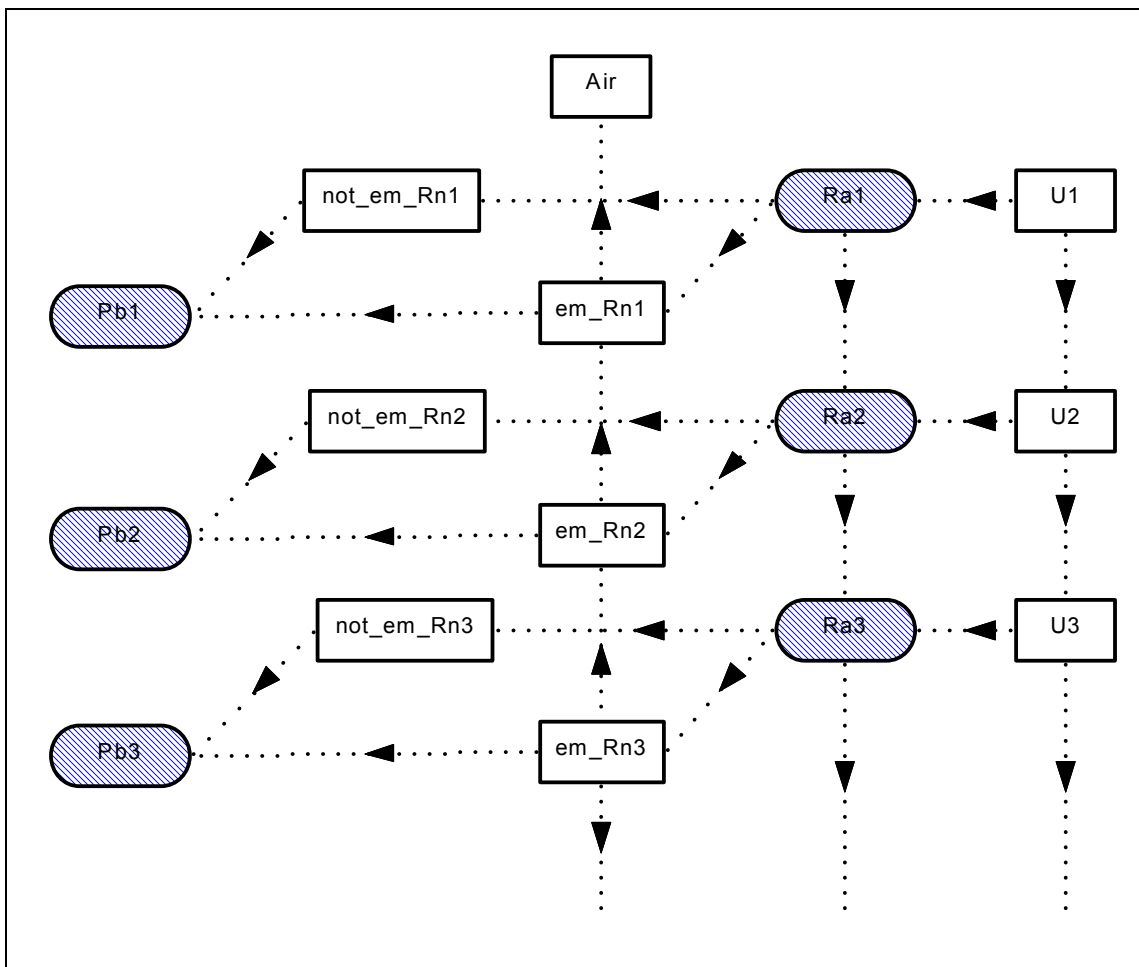 Air
not_em_Rn1
Ra1
U1
Pb1
em_Rn1
not_em_Rn2
Ra2
U2
Pb2
em_Rn2
not_em_Rn3
Ra3
U3
Pb3
em_Rn3